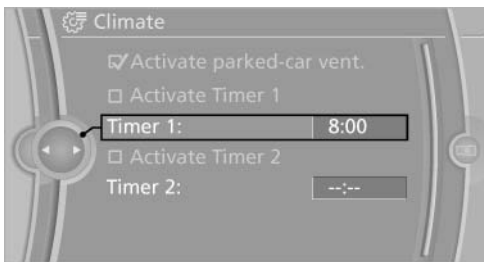 Climate
Activate parked-car vent.
Activate Timer 1
Timer 1: 8:00
Activate Timer 2
Timer 2: --:--